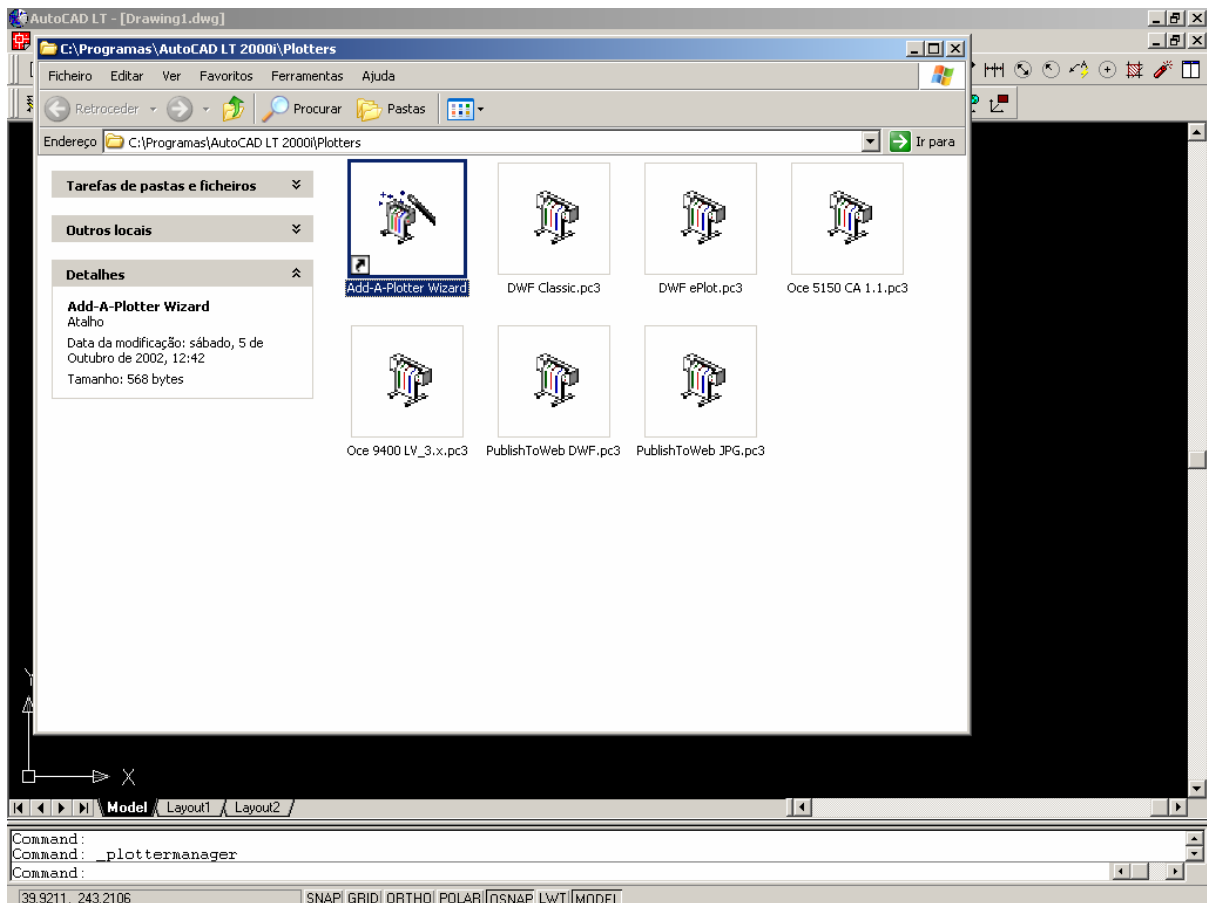 AutoCAD LT - [Drawing1.dwg]
C:\Programas\AutoCAD LT 2000i\Plotters
Ficheiro Editar Ver Favoritos Ferramentas Ajuda
Retroceder Procurar Pastas
Endereço C:\Programas\AutoCAD LT 2000i\Plotters Ir para
Tarefas de pastas e ficheiros
Outros locais
Detalhes
Add-A-Plotter Wizard
Atalho
Data da modificação: sábado, 5 de
Outubro de 2002, 12:42
Tamanho: 568 bytes
Add-A-Plotter Wizard DWF Classic.pc3 DWF ePlot.pc3 Oce 5150 CA 1.1.pc3
Oce 9400 LV_3.x.pc3 PublishToWeb DWF.pc3 PublishToWeb JPG.pc3
Y
X
Model Layout1 Layout2
Command:
Command: _plottermanager
Command:
39.9211, 243.2106 SNAP GRID ORTHO POLAR OSNAP LWT MODEL